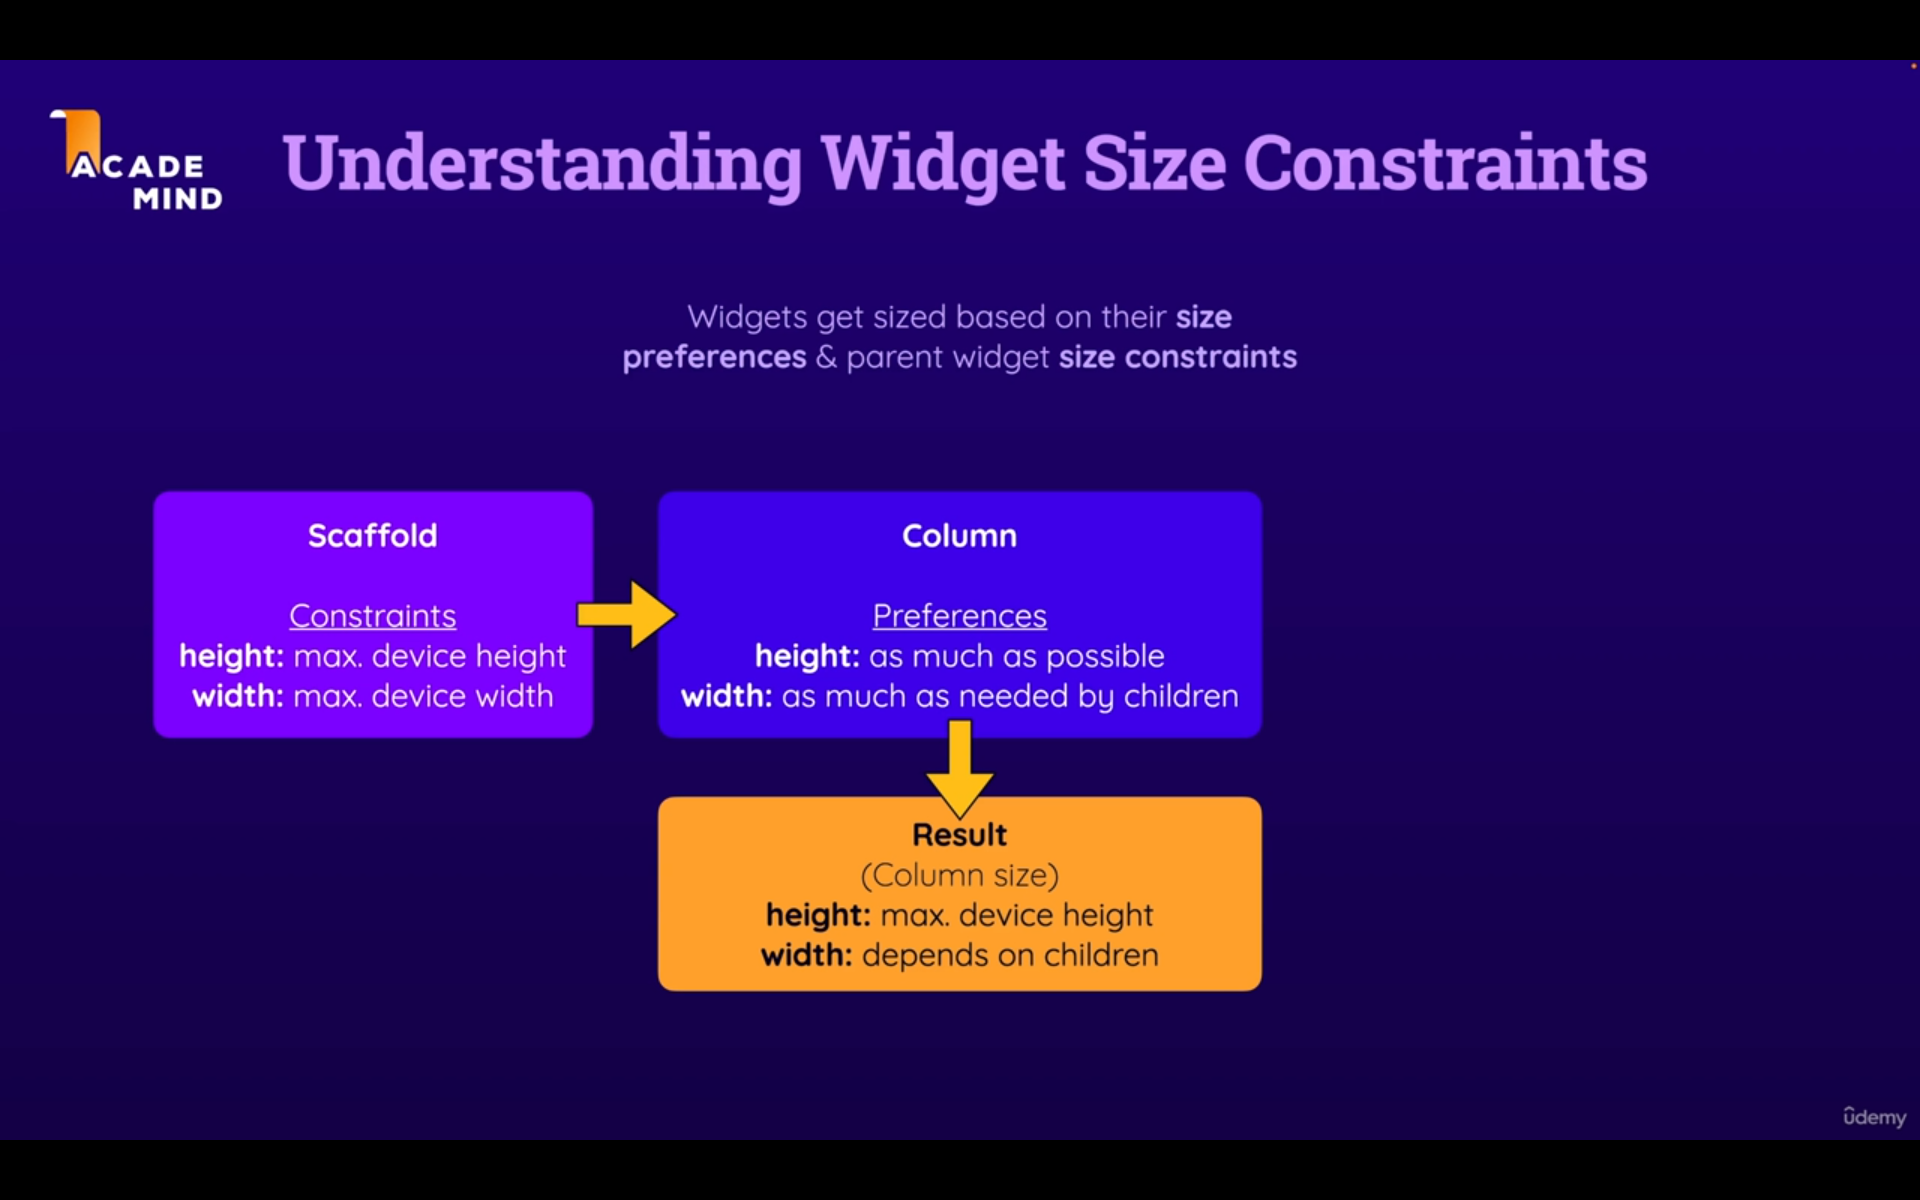 ACADE
MIND
Understanding Widget Size Constraints
Widgets get sized based on their size
preferences & parent widget size constraints
Scaffold
Constraints
height: max. device height
width: max. device width
Column
Preferences
height: as much as possible
width: as much as needed by children
Result
(Column size)
height: max. device height
width: depends on children
ûdemy